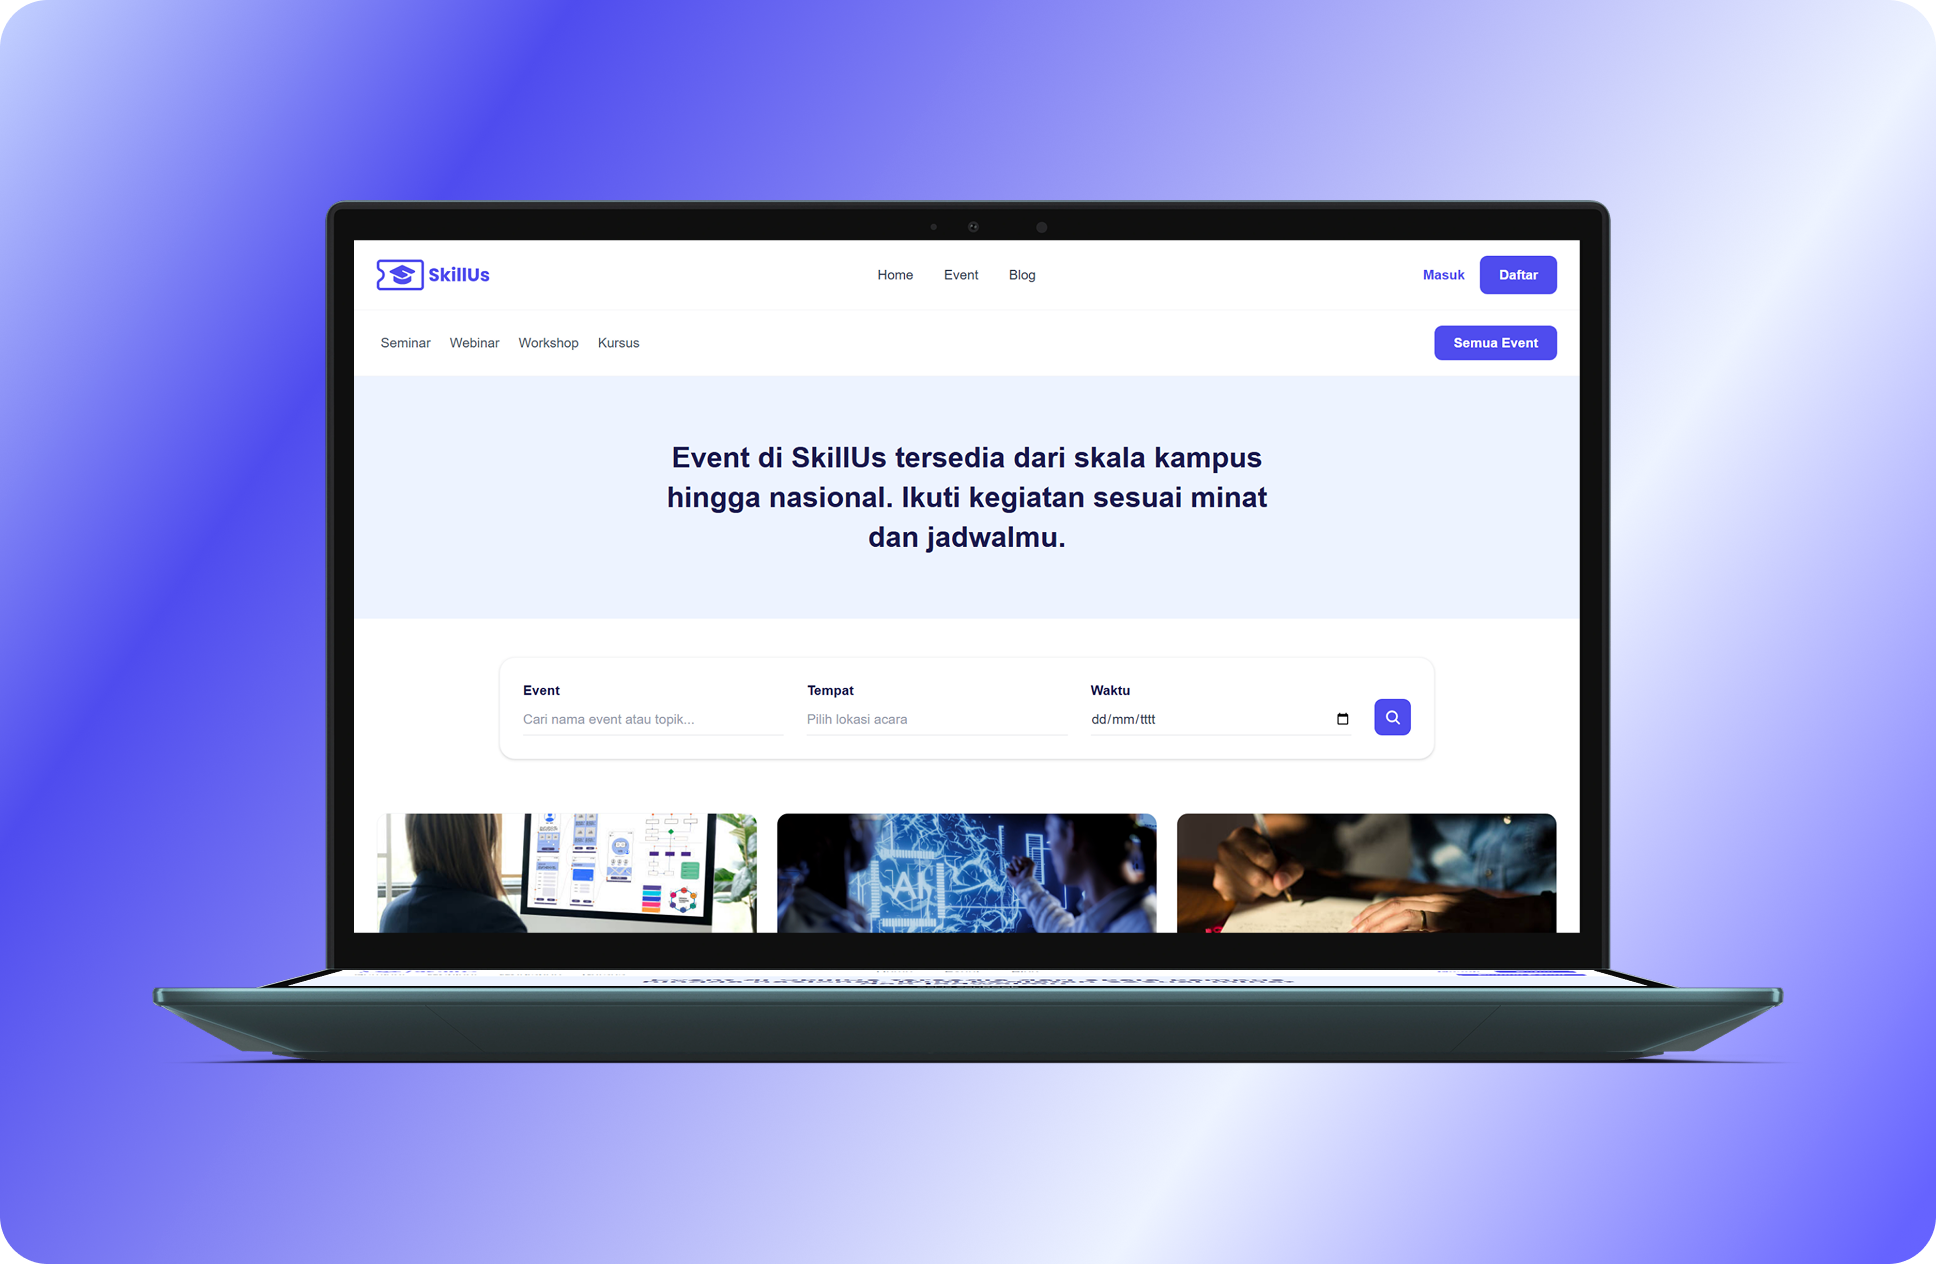 SkillUs
Home Event Blog
Masuk Daftar
Seminar Webinar Workshop Kursus
Semua Event
Event di SkillUs tersedia dari skala kampus
hingga nasional. Ikuti kegiatan sesuai minat
dan jadwalmu.
Event Tempat Waktu
Cari nama event atau topik... Pilih lokasi acara dd/mm/tttt
AI